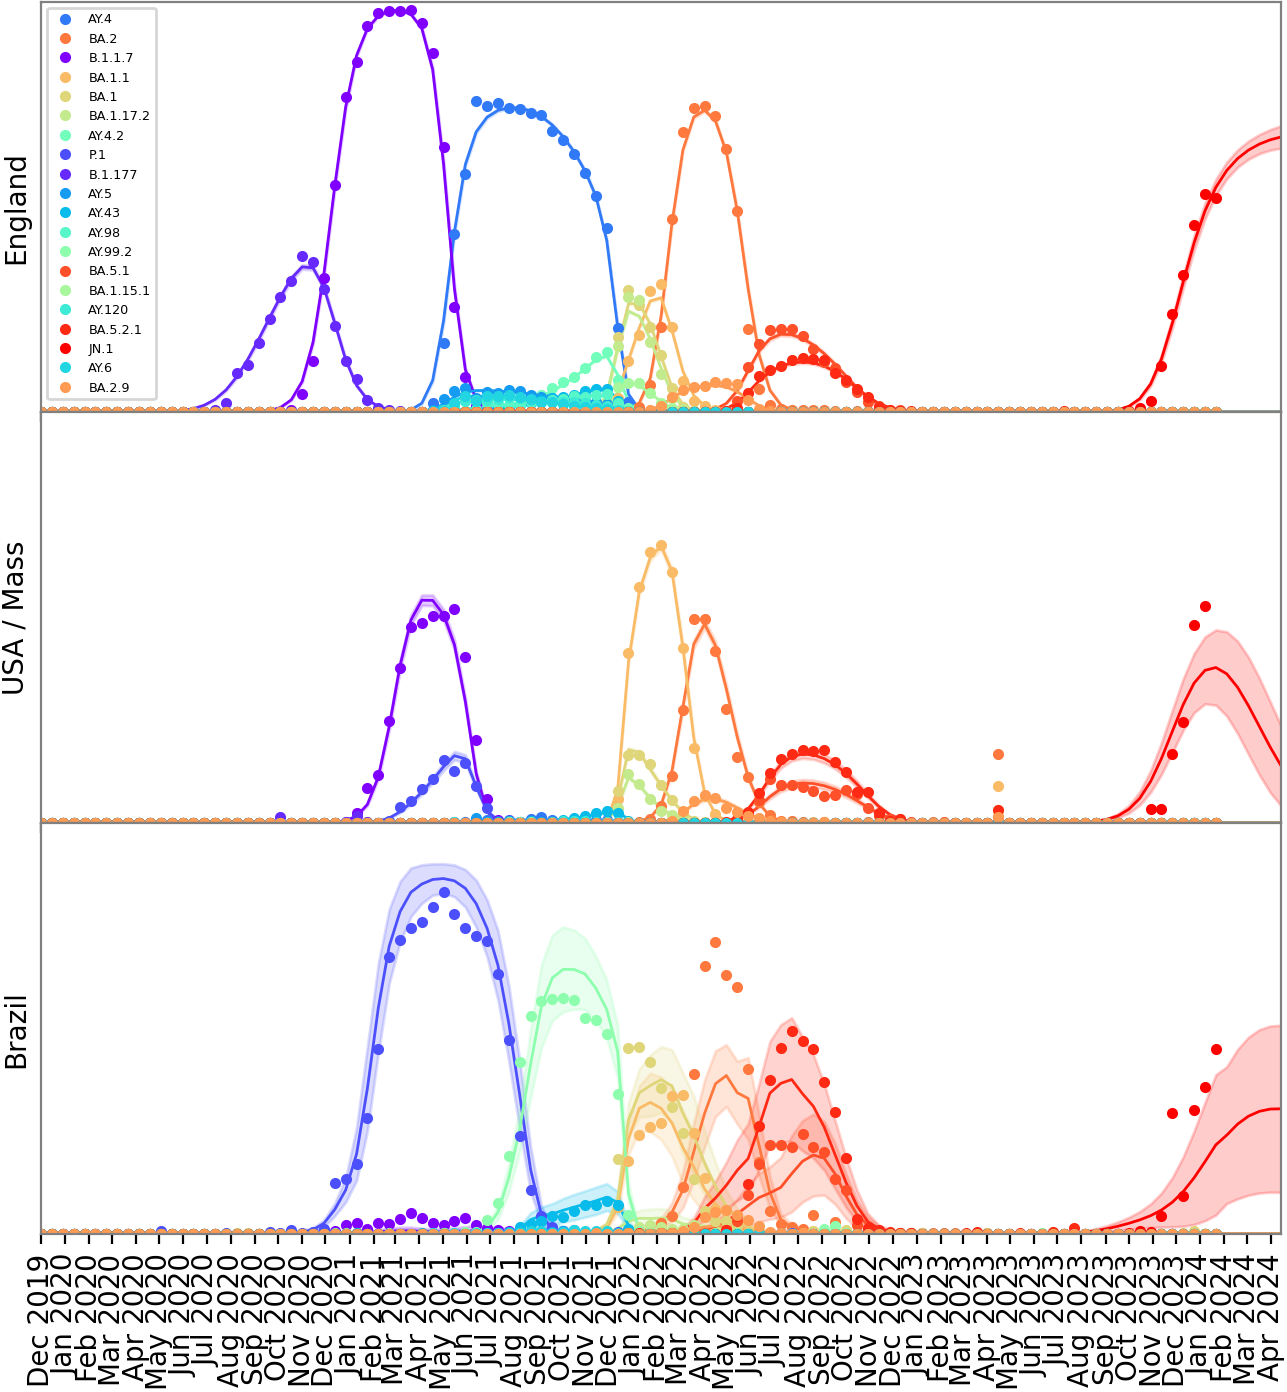 AY.4
BA.2
B.1.1.7
BA.1.1
BA.1
BA.1.17.2
AY.4.2
P.1
B.1.177
AY.5
AY.43
AY.98
AY.99.2
BA.5.1
BA.1.15.1
AY.120
BA.5.2.1
JN.1
AY.6
BA.2.9
England
USA / Mass
Brazil
Dec 2019
Jan 2020
Feb 2020
Mar 2020
Apr 2020
May 2020
Jun 2020
Jul 2020
Aug 2020
Sep 2020
Oct 2020
Nov 2020
Dec 2020
Jan 2021
Feb 2021
Mar 2021
Apr 2021
May 2021
Jun 2021
Jul 2021
Aug 2021
Sep 2021
Oct 2021
Nov 2021
Dec 2021
Jan 2022
Feb 2022
Mar 2022
Apr 2022
May 2022
Jun 2022
Jul 2022
Aug 2022
Sep 2022
Oct 2022
Nov 2022
Dec 2022
Jan 2023
Feb 2023
Mar 2023
Apr 2023
May 2023
Jun 2023
Jul 2023
Aug 2023
Sep 2023
Oct 2023
Nov 2023
Dec 2023
Jan 2024
Feb 2024
Mar 2024
Apr 2024